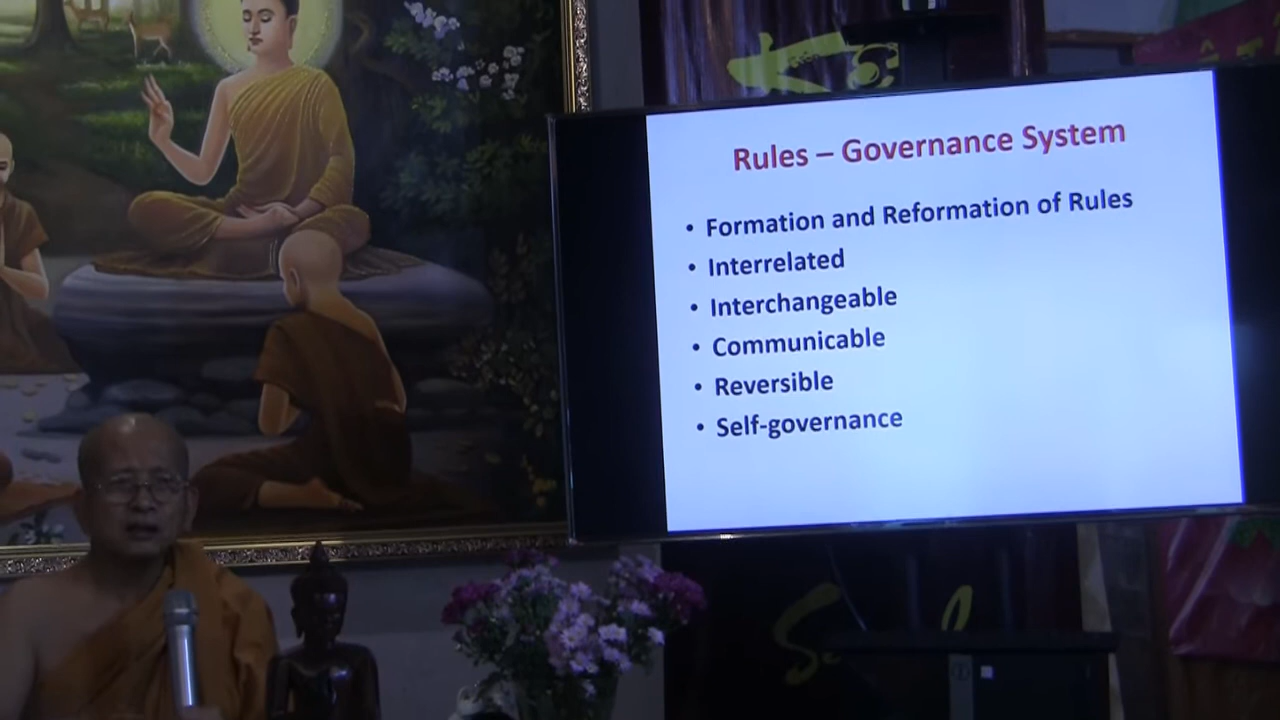 Rules – Governance System
• Formation and Reformation of Rules
• Interrelated
• Interchangeable
• Communicable
• Reversible
• Self-governance